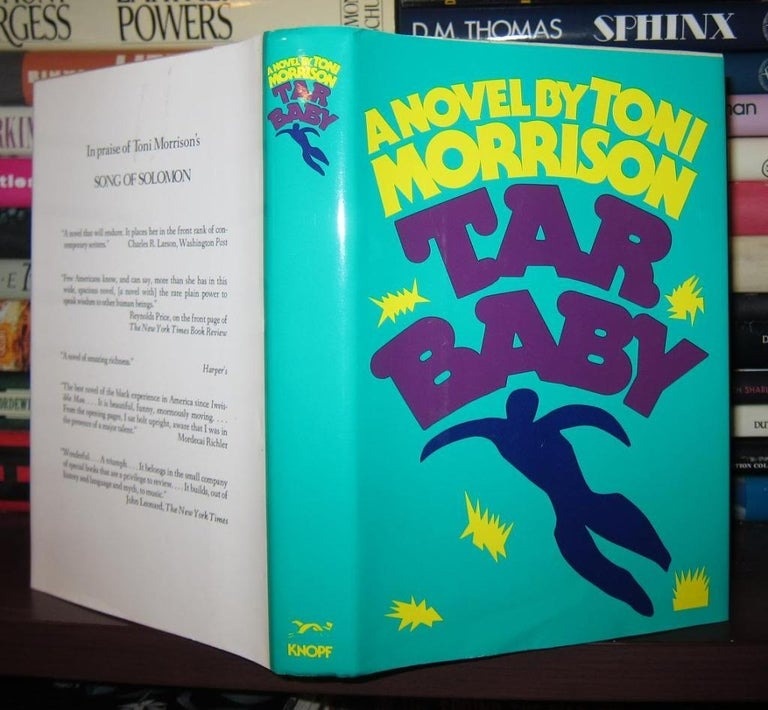 RGESS
POWERS
D.M. THOMAS SPHINX
In praise of Toni Morrison's
SONG OF SOLOMON
"A novel that will endure. It places her in the front rank of con-
temporary writers." Charles R. Larson, Washington Post
"Few Americans know, and can say, more than she has in this
wide, spacious novel, [a novel with] the rare plain power to
speak wisdom to other human beings."
Reynolds Price, on the front page of
The New York Times Book Review
"A novel of amazing richness."
Harper's
"The best novel of the black experience in America since Invis-
ible Man. . . . It is beautiful, funny, enormously moving. . . .
From the opening pages, I sat bolt upright, aware that I was in
the presence of a major talent."
Mordecai Richler
"Wonderful. . . . A triumph. . . . It belongs in the small company
of special books that are a privilege to review. . . . It builds, out of
history and language and myth, to music."
John Leonard, The New York Times
A NOVEL BY TONI
MORRISON
TAR
BABY
KNOPF
A NOVEL BY TONI
MORRISON
TAR
BABY